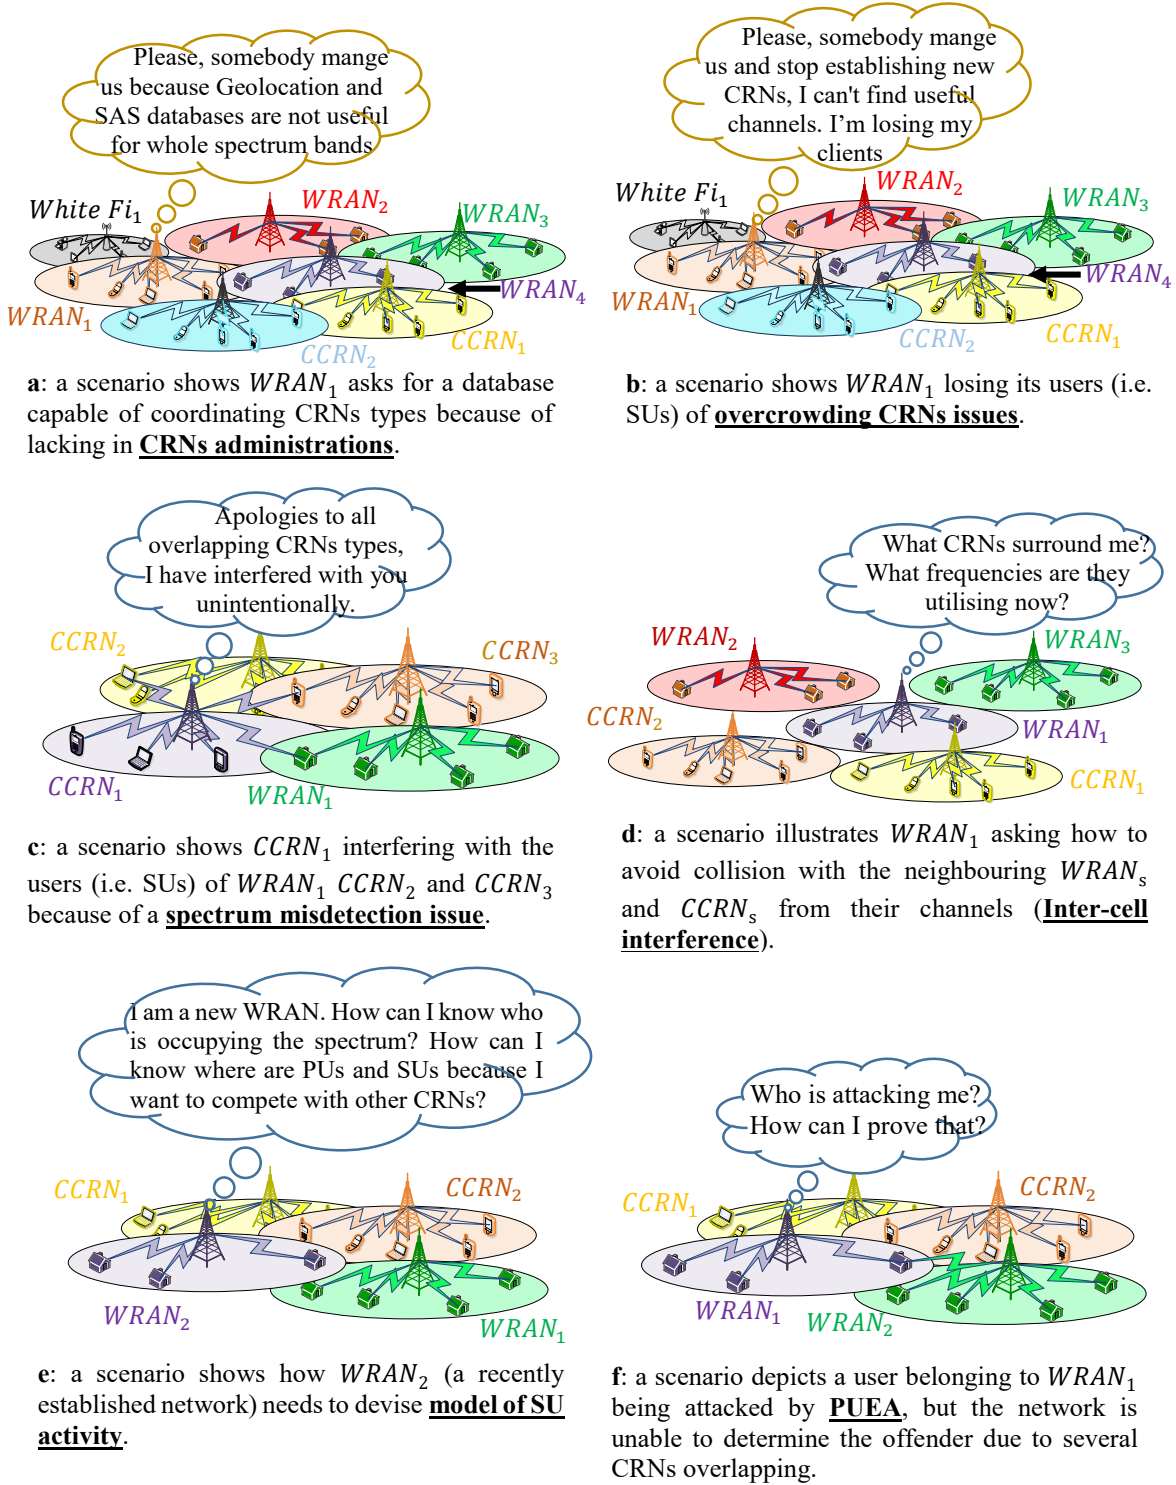 Please, somebody mange
us because Geolocation and
SAS databases are not useful
for whole spectrum bands
White Fi₁
WRAN₂
WRAN₃
WRAN₁
WRAN₄
CCRN₂
CCRN₁
a: a scenario shows WRAN₁ asks for a database
capable of coordinating CRNs types because of
lacking in CRNs administrations.
Please, somebody mange
us and stop establishing new
CRNs, I can't find useful
channels. I'm losing my
clients
White Fi₁
WRAN₂
WRAN₃
WRAN₁
WRAN₄
CCRN₂
CCRN₁
b: a scenario shows WRAN₁ losing its users (i.e.
SUs) of overcrowding CRNs issues.
Apologies to all
overlapping CRNs types,
I have interfered with you
unintentionally.
CCRN₂
CCRN₃
CCRN₁
WRAN₁
c: a scenario shows CCRN₁ interfering with the
users (i.e. SUs) of WRAN₁ CCRN₂ and CCRN₃
because of a spectrum misdetection issue.
What CRNs surround me?
What frequencies are they
utilising now?
WRAN₂
WRAN₃
CCRN₂
WRAN₁
CCRN₁
d: a scenario illustrates WRAN₁ asking how to
avoid collision with the neighbouring WRANₛ
and CCRNₛ from their channels (Inter-cell
interference).
I am a new WRAN. How can I know who
is occupying the spectrum? How can I
know where are PUs and SUs because I
want to compete with other CRNs?
CCRN₁
CCRN₂
WRAN₂
WRAN₁
e: a scenario shows how WRAN₂ (a recently
established network) needs to devise model of SU
activity.
Who is attacking me?
How can I prove that?
CCRN₁
CCRN₂
WRAN₁
WRAN₂
f: a scenario depicts a user belonging to WRAN₁
being attacked by PUEA, but the network is
unable to determine the offender due to several
CRNs overlapping.